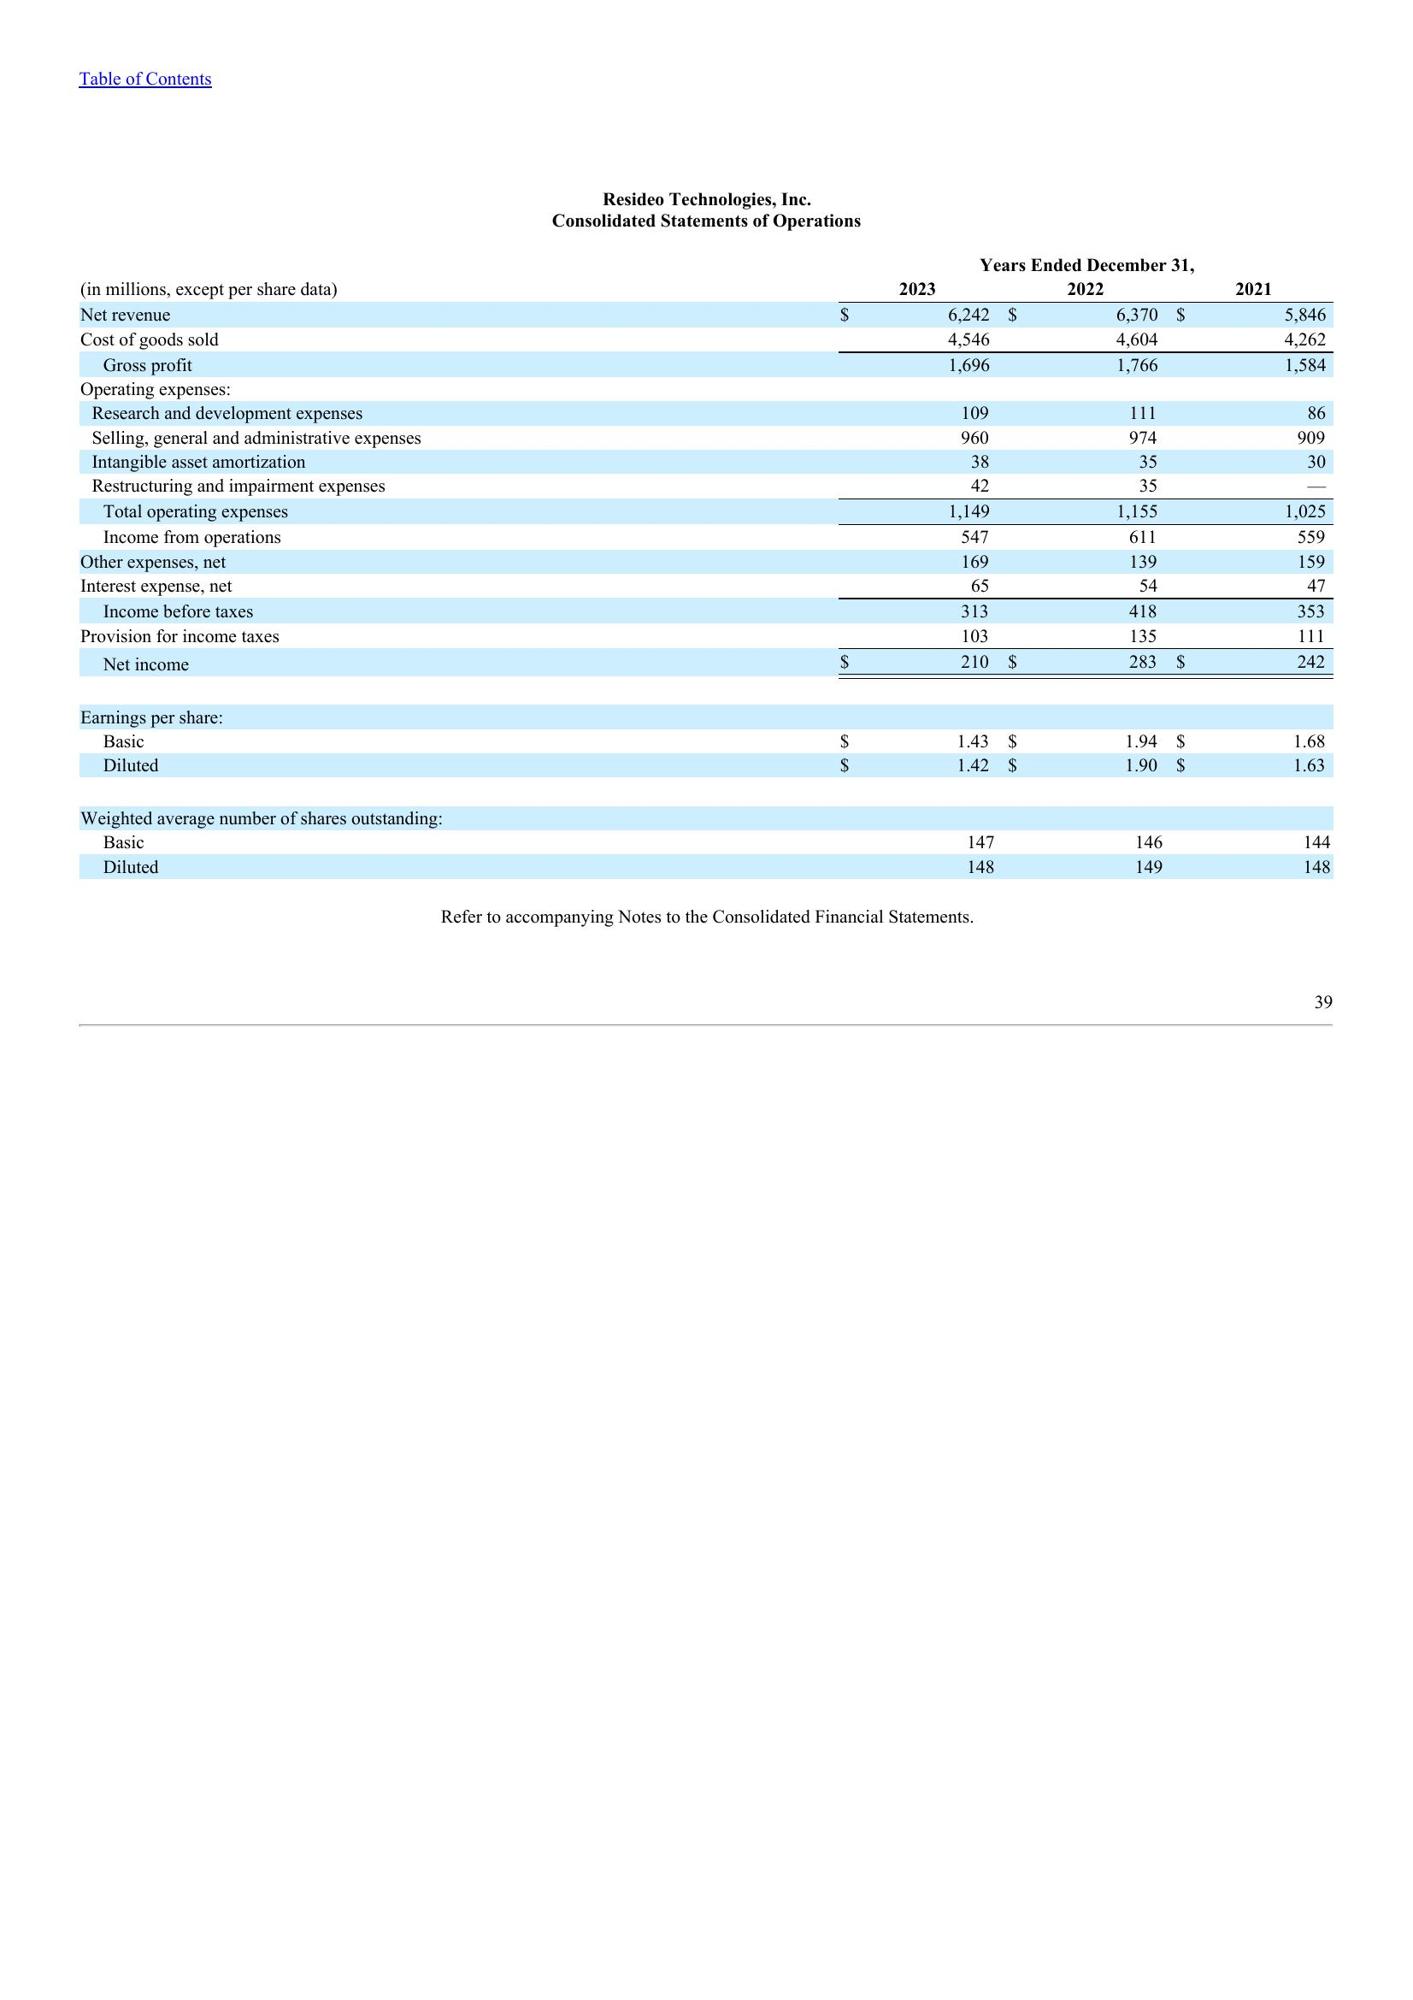 Table of Contents
Resideo Technologies, Inc.
Consolidated Statements of Operations
Years Ended December 31,
(in millions, except per share data) 2023 2022 2021
Net revenue $ 6,242 $ 6,370 $ 5,846
Cost of goods sold 4,546 4,604 4,262
Gross profit 1,696 1,766 1,584
Operating expenses:
Research and development expenses 109 111 86
Selling, general and administrative expenses 960 974 909
Intangible asset amortization 38 35 30
Restructuring and impairment expenses 42 35 —
Total operating expenses 1,149 1,155 1,025
Income from operations 547 611 559
Other expenses, net 169 139 159
Interest expense, net 65 54 47
Income before taxes 313 418 353
Provision for income taxes 103 135 111
Net income $ 210 $ 283 $ 242
Earnings per share:
Basic $ 1.43 $ 1.94 $ 1.68
Diluted $ 1.42 $ 1.90 $ 1.63
Weighted average number of shares outstanding:
Basic 147 146 144
Diluted 148 149 148
Refer to accompanying Notes to the Consolidated Financial Statements.
39